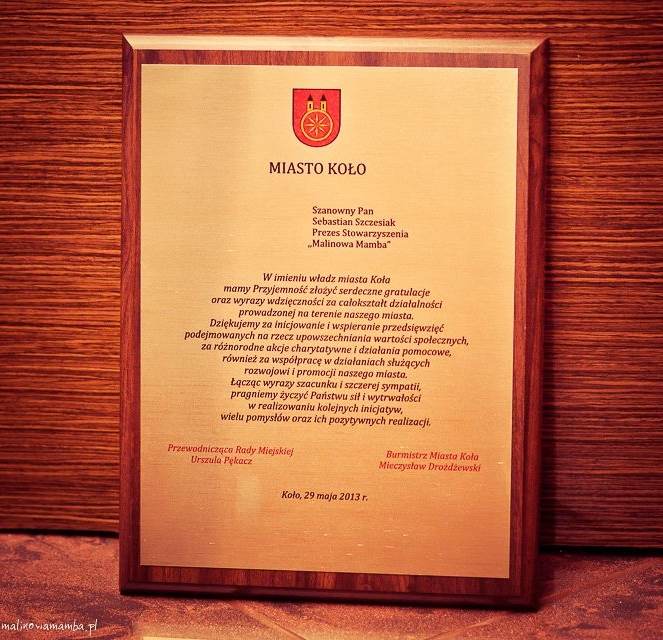 MIASTO KOŁO
Szanowny Pan
Sebastian Szczesiak
Prezes Stowarzyszenia
„Malinowa Mamba"
W imieniu władz miasta Koła
mamy Przyjemność złożyć serdeczne gratulacje
oraz wyrazy wdzięczności za całokształt działalności
prowadzonej na terenie naszego miasta.
Dziękujemy za inicjowanie i wspieranie przedsięwzięć
podejmowanych na rzecz upowszechniania wartości społecznych,
za różnorodne akcje charytatywne i działania pomocowe,
również za współpracę w działaniach służących
rozwojowi i promocji naszego miasta.
Łącząc wyrazy szacunku i szczerej sympatii,
pragniemy życzyć Państwu sił i wytrwałości
w realizowaniu kolejnych inicjatyw,
wielu pomysłów oraz ich pozytywnych realizacji.
Przewodnicząca Rady Miejskiej
Urszula Pękacz
Burmistrz Miasta Koła
Mieczysław Drożdżewski
Koło, 29 maja 2013 r.
malinowamamba.pl